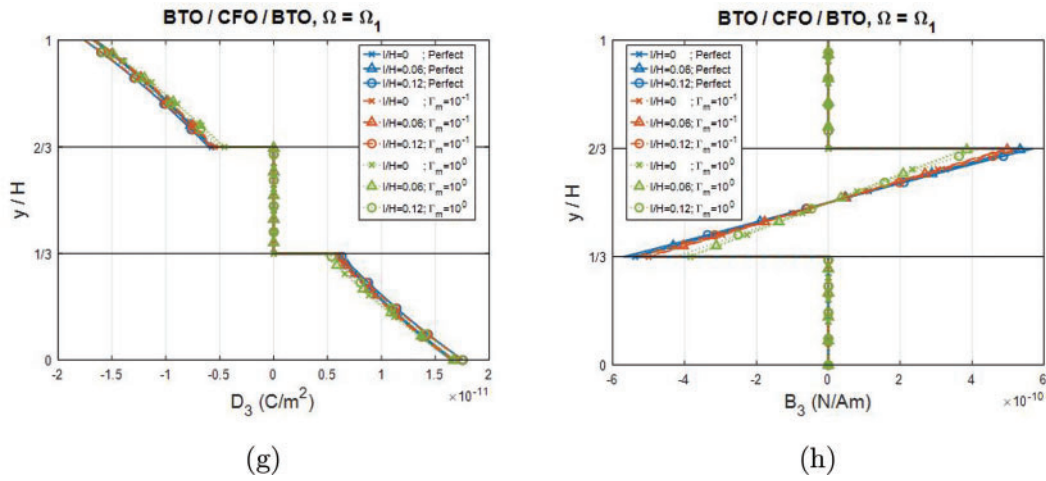 BTO / CFO / BTO, Ω = Ω1
1
2/3
1/3
0
y / H
l/H=0 ; Perfect
l/H=0.06; Perfect
l/H=0.12; Perfect
l/H=0 ; Γm=10-1
l/H=0.06; Γm=10-1
l/H=0.12; Γm=10-1
l/H=0 ; Γm=100
l/H=0.06; Γm=100
l/H=0.12; Γm=100
-2 -1.5 -1 -0.5 0 0.5 1 1.5 2
D3 (C/m2)
×10-11
(g)
BTO / CFO / BTO, Ω = Ω1
1
2/3
1/3
0
y / H
l/H=0 ; Perfect
l/H=0.06; Perfect
l/H=0.12; Perfect
l/H=0 ; Γm=10-1
l/H=0.06; Γm=10-1
l/H=0.12; Γm=10-1
l/H=0 ; Γm=100
l/H=0.06; Γm=100
l/H=0.12; Γm=100
-6 -4 -2 0 2 4 6
B3 (N/Am)
×10-10
(h)